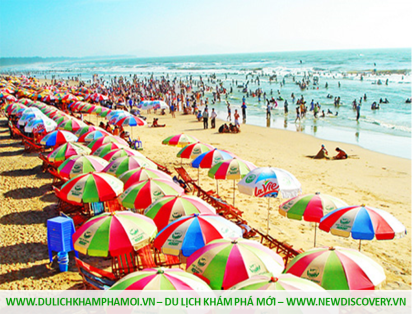 La Vie
WWW.DULICHKHAMPHAMOI.VN – DU LỊCH KHÁM PHÁ MỚI – WWW.NEWDISCOVERY.VN